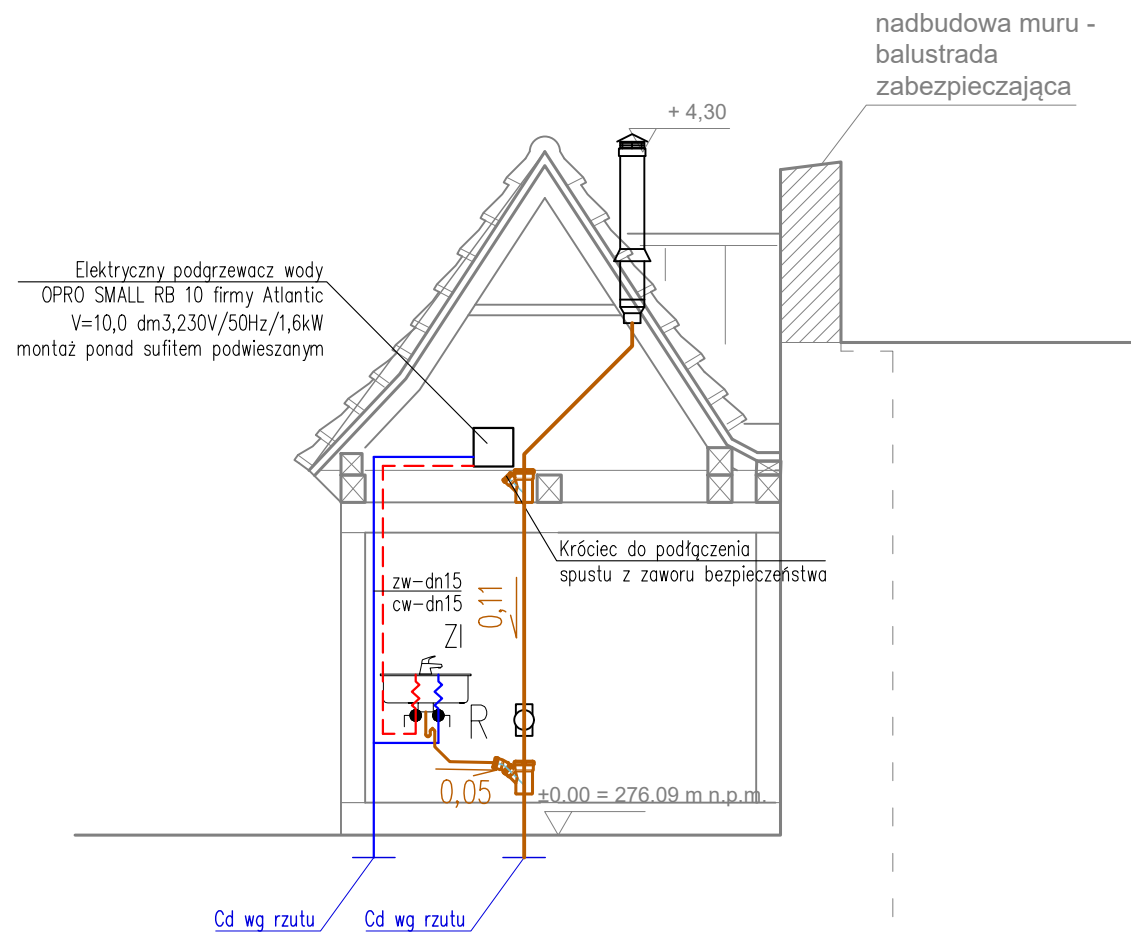 nadbudowa muru -
balustrada
zabezpieczająca
+ 4,30
Elektryczny podgrzewacz wody
OPRO SMALL RB 10 firmy Atlantic
V=10,0 dm3,230V/50Hz/1,6kW
montaż ponad sufitem podwieszanym
Króciec do podłączenia
spustu z zaworu bezpieczeństwa
zw-dn15
cw-dn15
0,11
Zl
R
0,05
±0.00 = 276.09 m n.p.m.
Cd wg rzutu
Cd wg rzutu